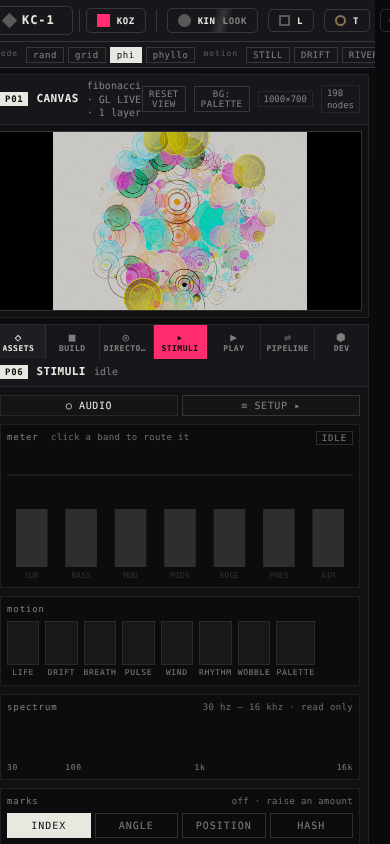 KC-1 KOZ KIN LOOK L T
ode rand grid phi phyllo motion STILL DRIFT RIVER
P01 CANVAS fibonacci · GL LIVE · 1 layer RESET VIEW BG: PALETTE 1000×700 198 nodes
ASSETS BUILD DIRECTO… STIMULI PLAY PIPELINE DEV
P06 STIMULI idle
AUDIO SETUP
meter click a band to route it IDLE
SUB BASS MUD MIDS EDGE PRES AIR
motion
LIFE DRIFT BREATH PULSE WIND RHYTHM WOBBLE PALETTE
spectrum 30 hz – 16 khz · read only
30 100 1k 16k
marks off · raise an amount
INDEX ANGLE POSITION HASH